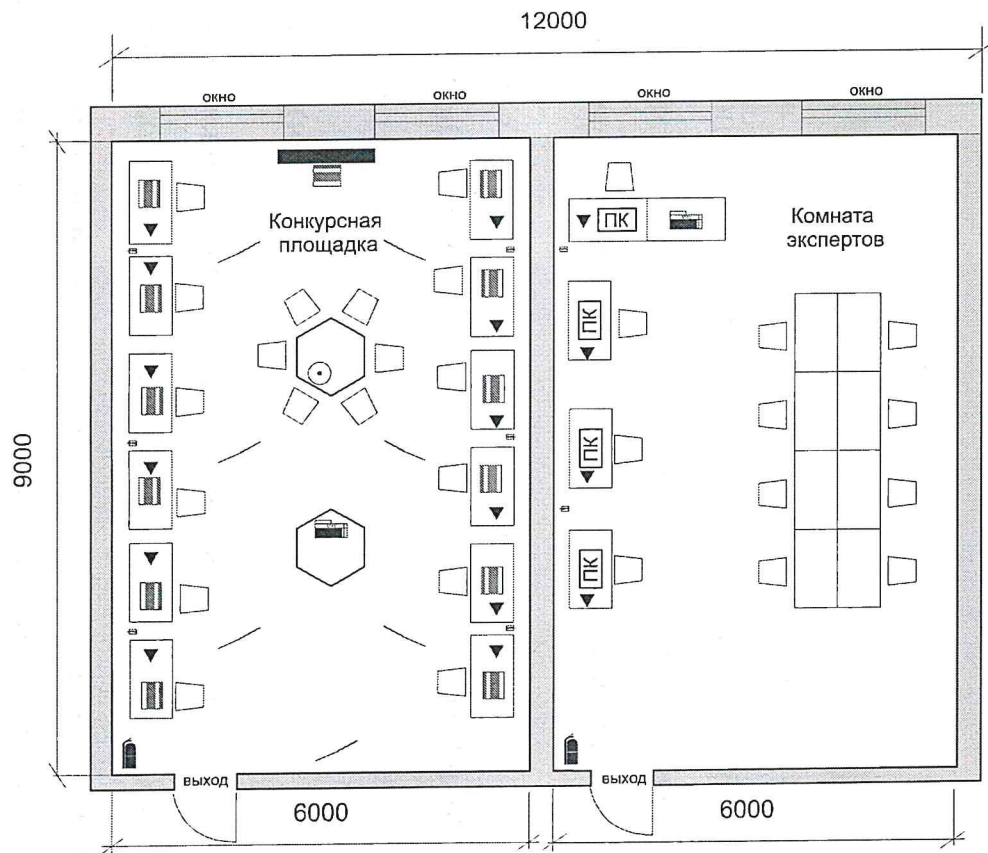 12000
окно
окно
окно
окно
Конкурсная
площадка
Комната
экспертов
ПК
ПК
ПК
ПК
9000
выход
выход
6000
6000